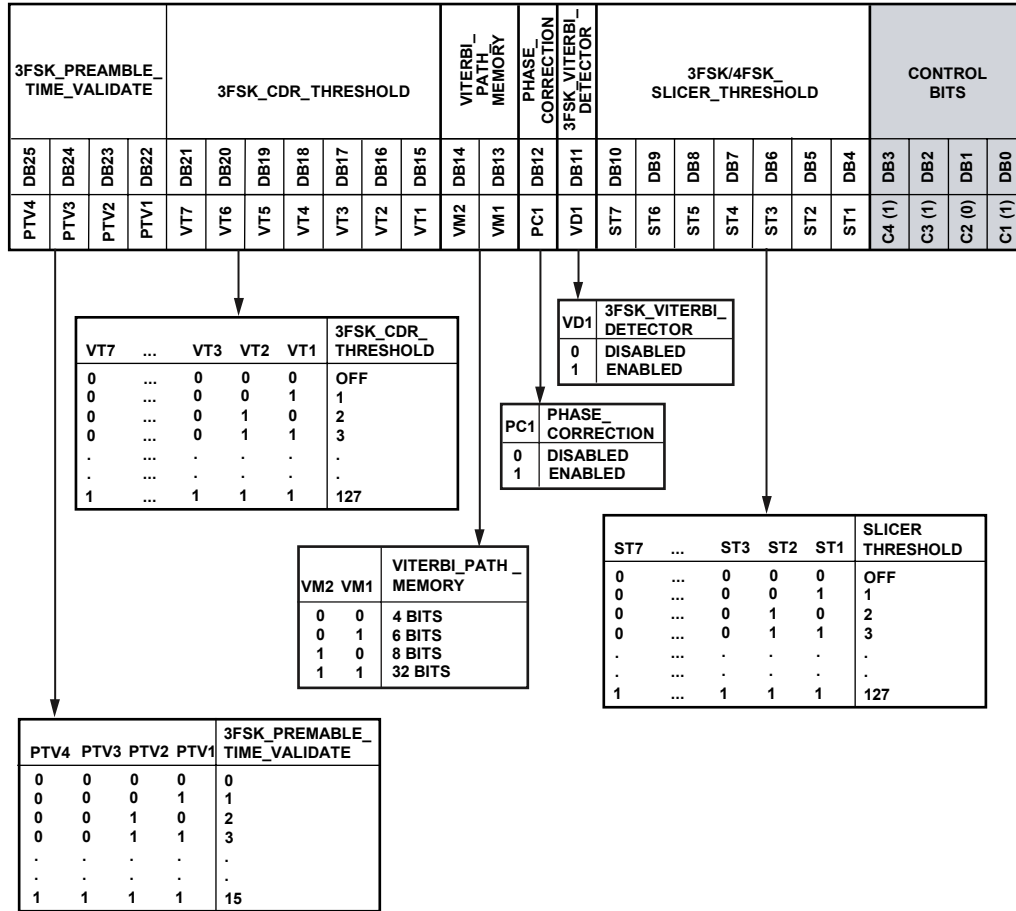 3FSK_PREAMBLE_
TIME_VALIDATE
3FSK_CDR_THRESHOLD
VITERBI_
PATH_
MEMORY
PHASE_
CORRECTION
3FSK_VITERBI_
DETECTOR
3FSK/4FSK_
SLICER_THRESHOLD
CONTROL
BITS
DB25 DB24 DB23 DB22 DB21 DB20 DB19 DB18 DB17 DB16 DB15 DB14 DB13 DB12 DB11 DB10 DB9 DB8 DB7 DB6 DB5 DB4 DB3 DB2 DB1 DB0
PTV4 PTV3 PTV2 PTV1 VT7 VT6 VT5 VT4 VT3 VT2 VT1 VM2 VM1 PC1 VD1 ST7 ST6 ST5 ST4 ST3 ST2 ST1 C4 (1) C3 (1) C2 (0) C1 (1)
VD1 3FSK_VITERBI_
DETECTOR
0 DISABLED
1 ENABLED
VT7 ... VT3 VT2 VT1 3FSK_CDR_
THRESHOLD
0 ... 0 0 0 OFF
0 ... 0 0 1 1
0 ... 0 1 0 2
0 ... 0 1 1 3
. ... . . . .
. ... . . . .
1 ... 1 1 1 127
PC1 PHASE_
CORRECTION
0 DISABLED
1 ENABLED
ST7 ... ST3 ST2 ST1 SLICER
THRESHOLD
0 ... 0 0 0 OFF
0 ... 0 0 1 1
0 ... 0 1 0 2
0 ... 0 1 1 3
. ... . . . .
. ... . . . .
1 ... 1 1 1 127
VM2 VM1 VITERBI_PATH _
MEMORY
0 0 4 BITS
0 1 6 BITS
1 0 8 BITS
1 1 32 BITS
PTV4 PTV3 PTV2 PTV1 3FSK_PREMABLE_
TIME_VALIDATE
0 0 0 0 0
0 0 0 1 1
0 0 1 0 2
0 0 1 1 3
. . . . .
. . . . .
1 1 1 1 15